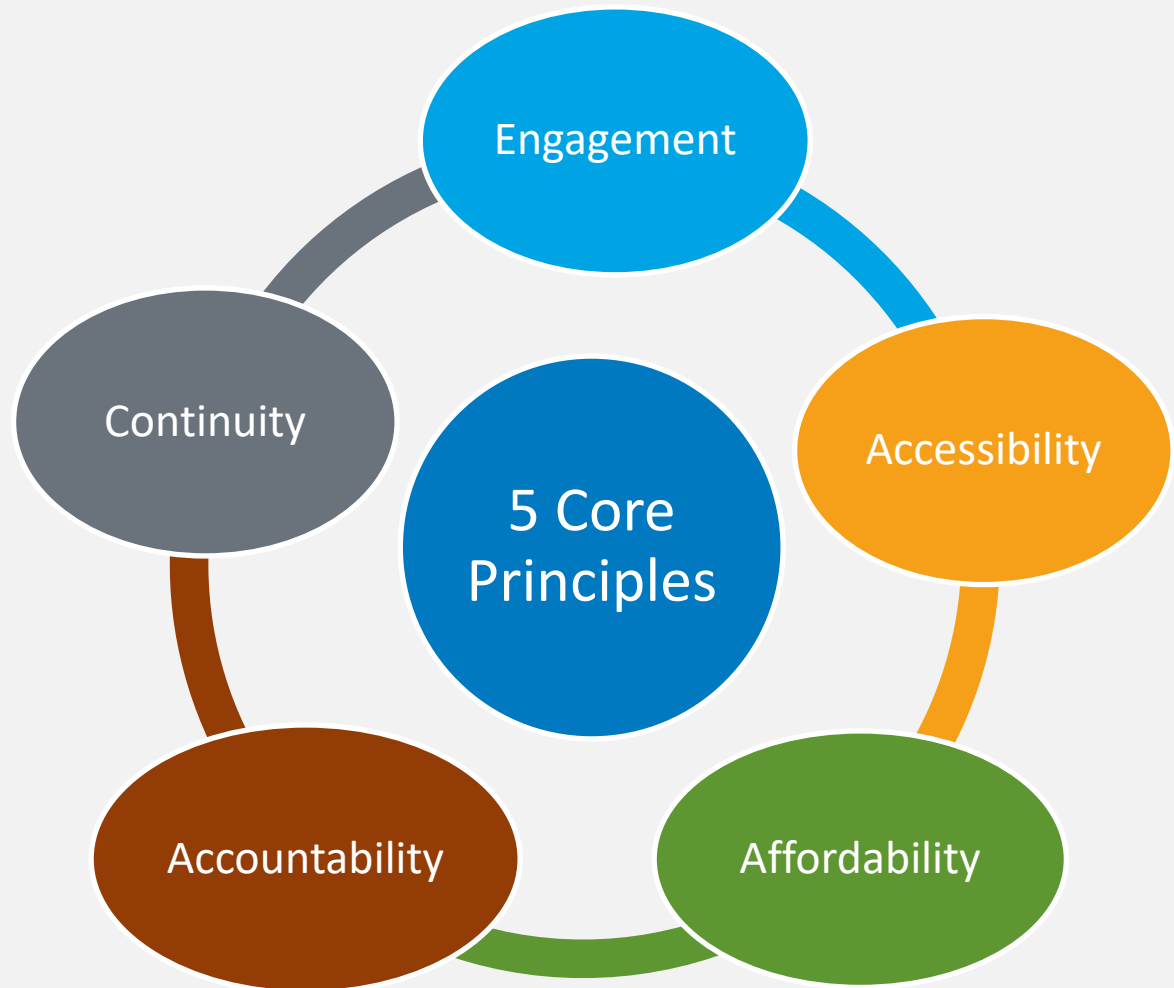 Engagement
Accessibility
Affordability
Accountability
Continuity
5 Core
Principles